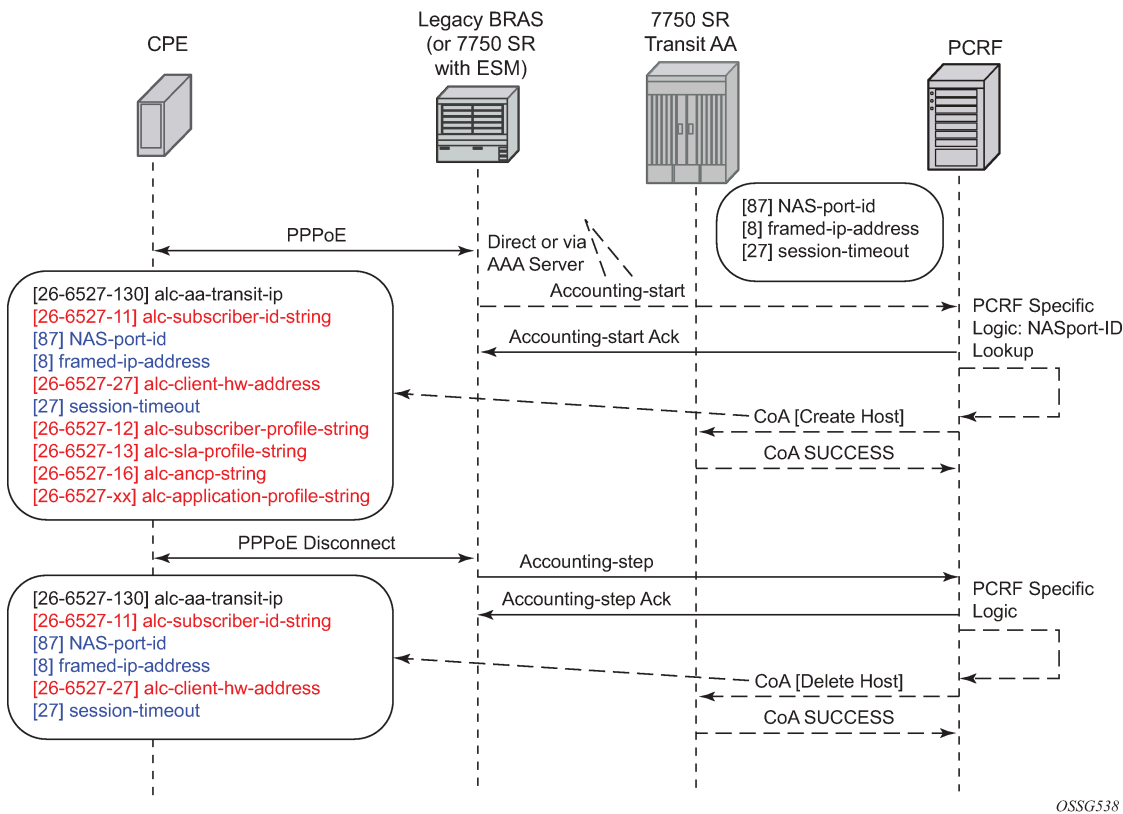 CPE
Legacy BRAS
(or 7750 SR
with ESM)
7750 SR
Transit AA
PCRF
[87] NAS-port-id
[8] framed-ip-address
[27] session-timeout
PPPoE
Direct or via
AAA Server
Accounting-start
PCRF Specific
Logic: NASport-ID
Lookup
Accounting-start Ack
[26-6527-130] alc-aa-transit-ip
[26-6527-11] alc-subscriber-id-string
[87] NAS-port-id
[8] framed-ip-address
[26-6527-27] alc-client-hw-address
[27] session-timeout
[26-6527-12] alc-subscriber-profile-string
[26-6527-13] alc-sla-profile-string
[26-6527-16] alc-ancp-string
[26-6527-xx] alc-application-profile-string
CoA [Create Host]
CoA SUCCESS
PPPoE Disconnect
Accounting-step
Accounting-step Ack
PCRF Specific
Logic
[26-6527-130] alc-aa-transit-ip
[26-6527-11] alc-subscriber-id-string
[87] NAS-port-id
[8] framed-ip-address
[26-6527-27] alc-client-hw-address
[27] session-timeout
CoA [Delete Host]
CoA SUCCESS
OSSG538